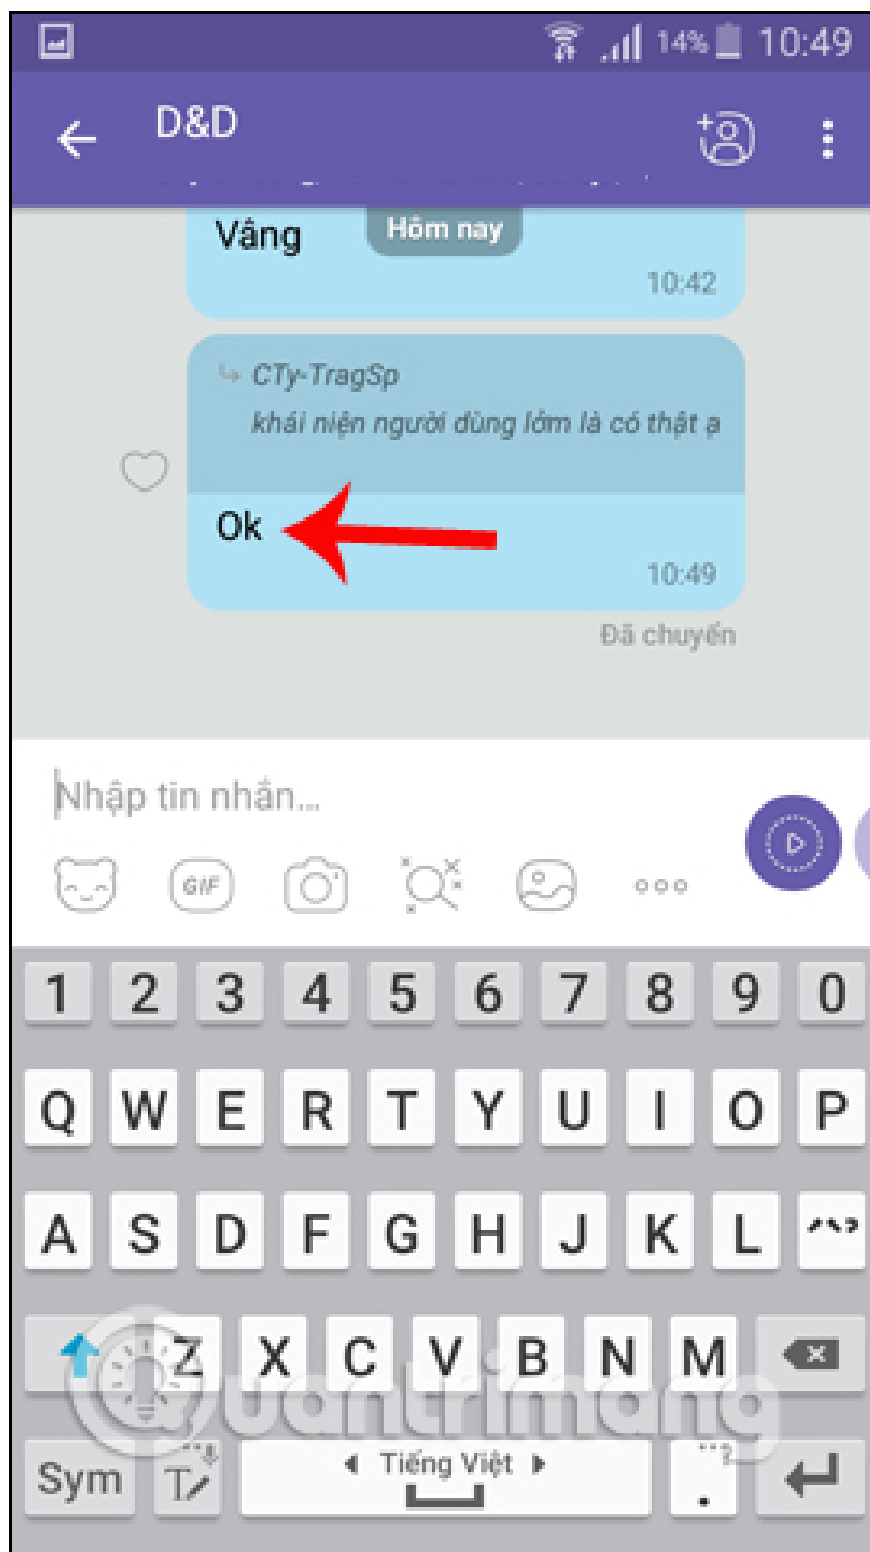 14% 10:49
D&D
Vâng
Hôm nay
10:42
CTy-TragSp
khái niện người dùng lởm là có thật ạ
Ok
10:49
Đã chuyển
Nhập tin nhắn...
GIF
1 2 3 4 5 6 7 8 9 0
Q W E R T Y U I O P
A S D F G H J K L
Z X C V B N M
Quantrimang
Sym Tiếng Việt .